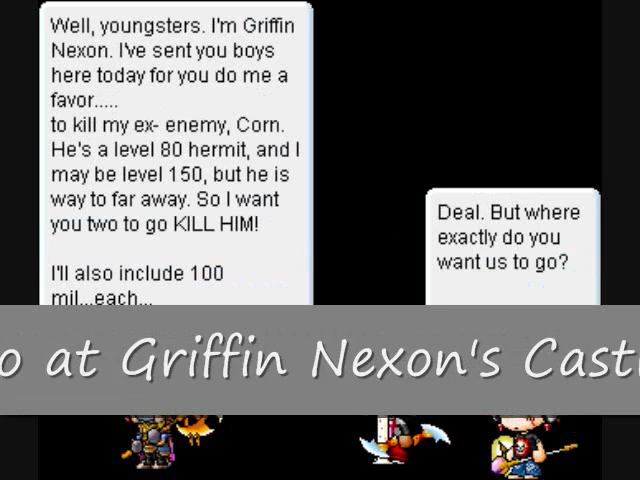 Well, youngsters. I'm Griffin
Nexon. I've sent you boys
here today for you do me a
favor.....
to kill my ex- enemy, Corn.
He's a level 80 hermit, and I
may be level 150, but he is
way to far away. So I want
you two to go KILL HIM!
I'll also include 100
mil...each...
Deal. But where
exactly do you
want us to go?
at Griffin Nexon's